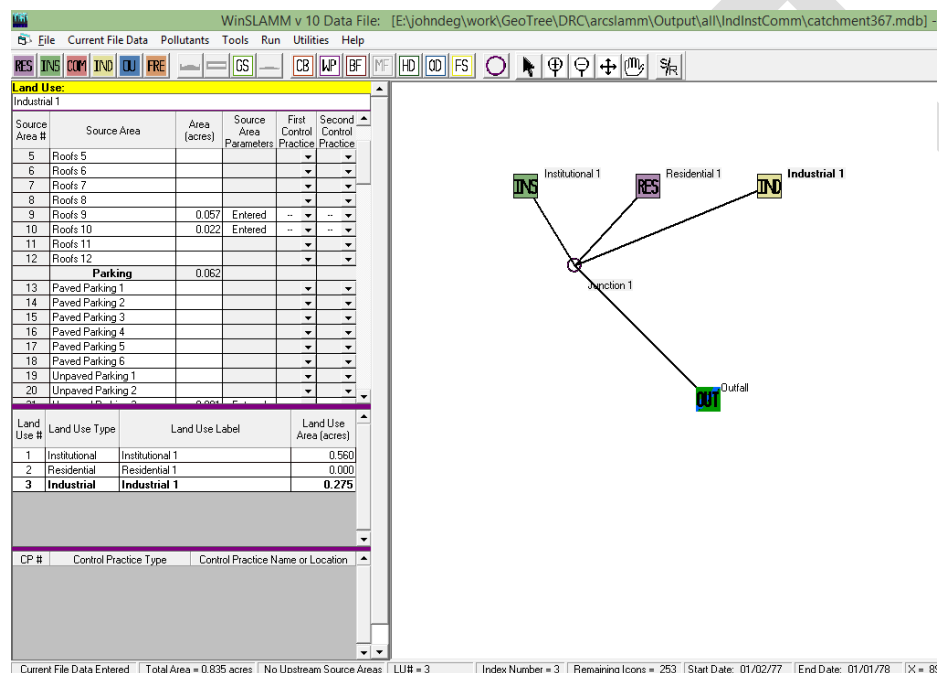 WinSLAMM v 10 Data File: [E:\johndeg\work\GeoTree\DRC\arcslamm\Output\all\IndInstComm\catchment367.mdb] -
File Current File Data Pollutants Tools Run Utilities Help
RES INS COM IND OU FRE GS CB WP BF MF HD OD FS S/R
Land Use:
Industrial 1
Source Area # Source Area Area (acres) Source Area Parameters First Control Practice Second Control Practice
5 Roofs 5
6 Roofs 6
7 Roofs 7
8 Roofs 8
9 Roofs 9 0.057 Entered -- --
10 Roofs 10 0.022 Entered -- --
11 Roofs 11
12 Roofs 12
Parking 0.062
13 Paved Parking 1
14 Paved Parking 2
15 Paved Parking 3
16 Paved Parking 4
17 Paved Parking 5
18 Paved Parking 6
19 Unpaved Parking 1
20 Unpaved Parking 2
Land Use # Land Use Type Land Use Label Land Use Area (acres)
1 Institutional Institutional 1 0.560
2 Residential Residential 1 0.000
3 Industrial Industrial 1 0.275
CP # Control Practice Type Control Practice Name or Location
INS Institutional 1
RES Residential 1
IND Industrial 1
Junction 1
OUT Outfall
Current File Data Entered Total Area = 0.835 acres No Upstream Source Areas LU# = 3 Index Number = 3 Remaining Icons = 253 Start Date: 01/02/77 End Date: 01/01/78 X = 89